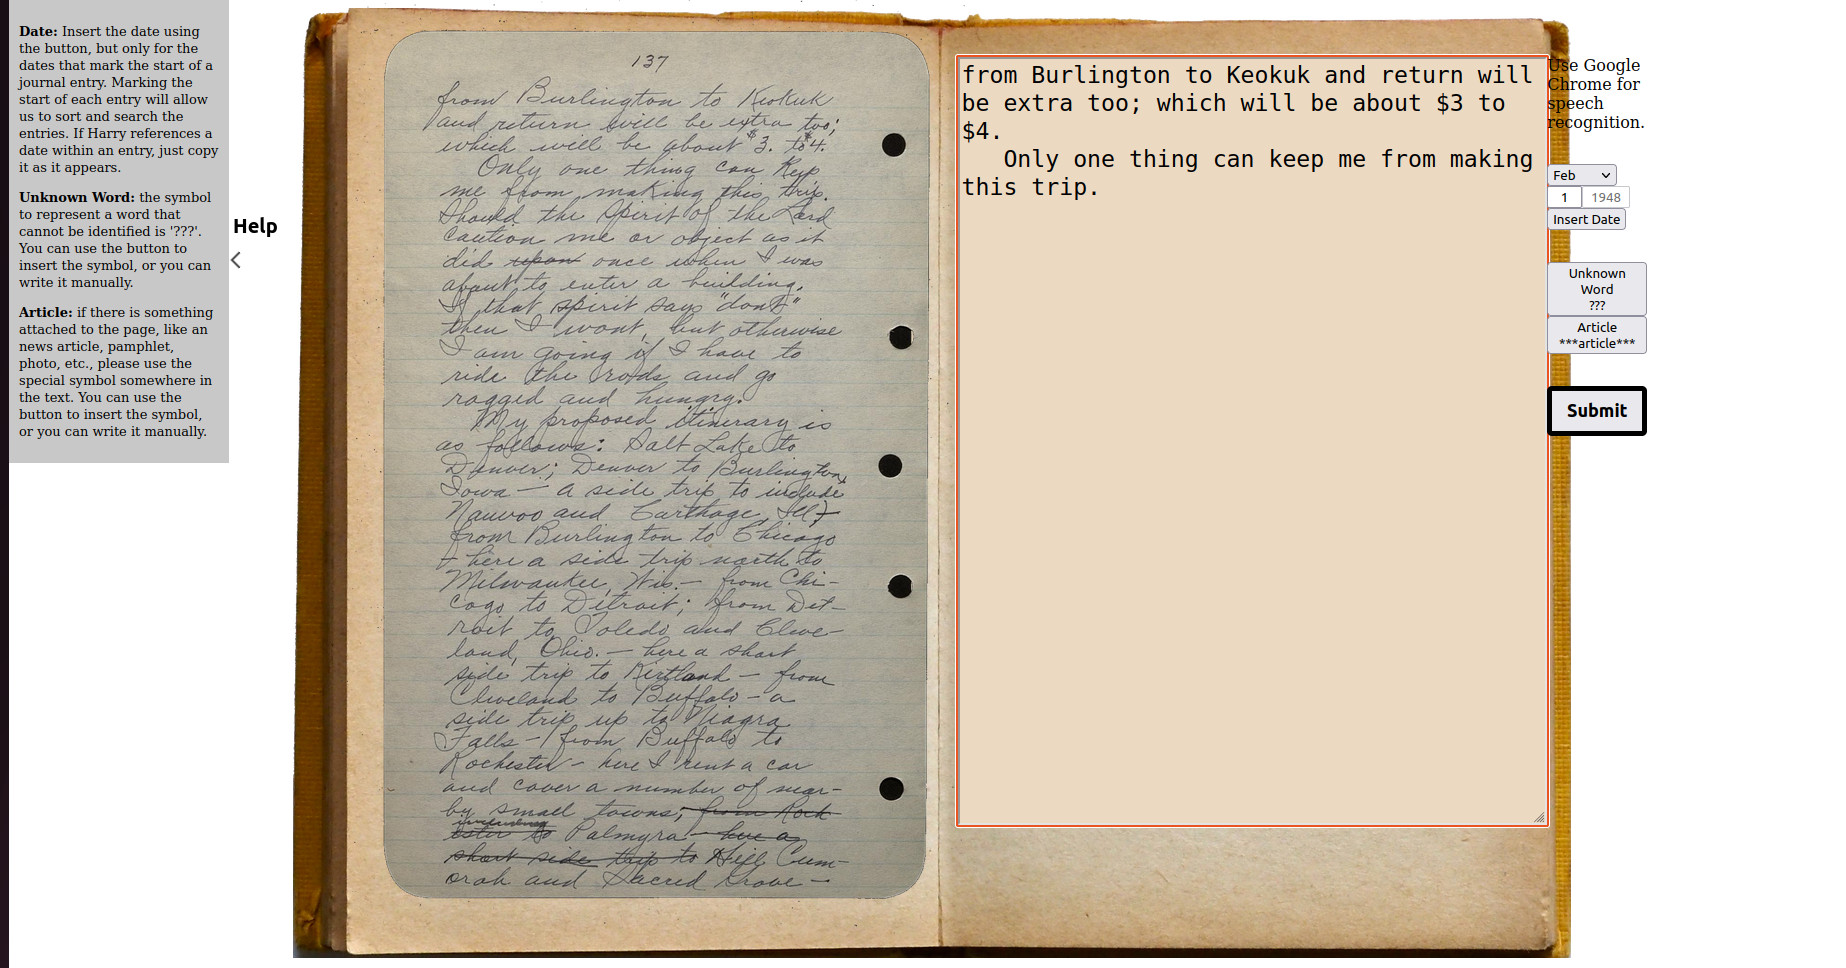 Date: Insert the date using
the button, but only for the
dates that mark the start of a
journal entry. Marking the
start of each entry will allow
us to sort and search the
entries. If Harry references a
date within an entry, just copy
it as it appears.
Unknown Word: the symbol
to represent a word that
cannot be identified is '???'.
You can use the button to
insert the symbol, or you can
write it manually.
Article: if there is something
attached to the page, like an
news article, pamphlet,
photo, etc., please use the
special symbol somewhere in
the text. You can use the
button to insert the symbol,
or you can write it manually.
Help
137
from Burlington to Keokuk
and return will be extra too;
which will be about $3. to $4.
Only one thing can Keep
me from making this trip.
Should the Spirit of the Lord
caution me or object as it
did upon once when I was
about to enter a building.
If that spirit says "dont"
then I wont, but otherwise
I am going if I have to
ride the rods and go
ragged and hungry.
My proposed itinerary is
as follows: Salt Lake to
Denver; Denver to Burlington,
Iowa — a side trip to include
Nauvoo and Carthage, Ill;
from Burlington to Chicago
- here a side trip north to
Milwaukee, Wis. — from Chi-
cago to Detroit; from Det-
roit to Toledo and Cleve-
land, Ohio. — here a short
side trip to Kirtland — from
Cleveland to Buffalo - a
side trip up to Niagra
Falls - from Buffalo to
Rochester - here I rent a car
and cover a number of near-
by small towns; from Roch
including
ester to Palmyra - here a
short side trip to Hill Cum-
orah and Sacred Grove —
from Burlington to Keokuk and return will
be extra too; which will be about $3 to
$4.
Only one thing can keep me from making
this trip.
Use Google
Chrome for
speech
recognition.
Feb
1 1948
Insert Date
Unknown
Word
???
Article
***article***
Submit